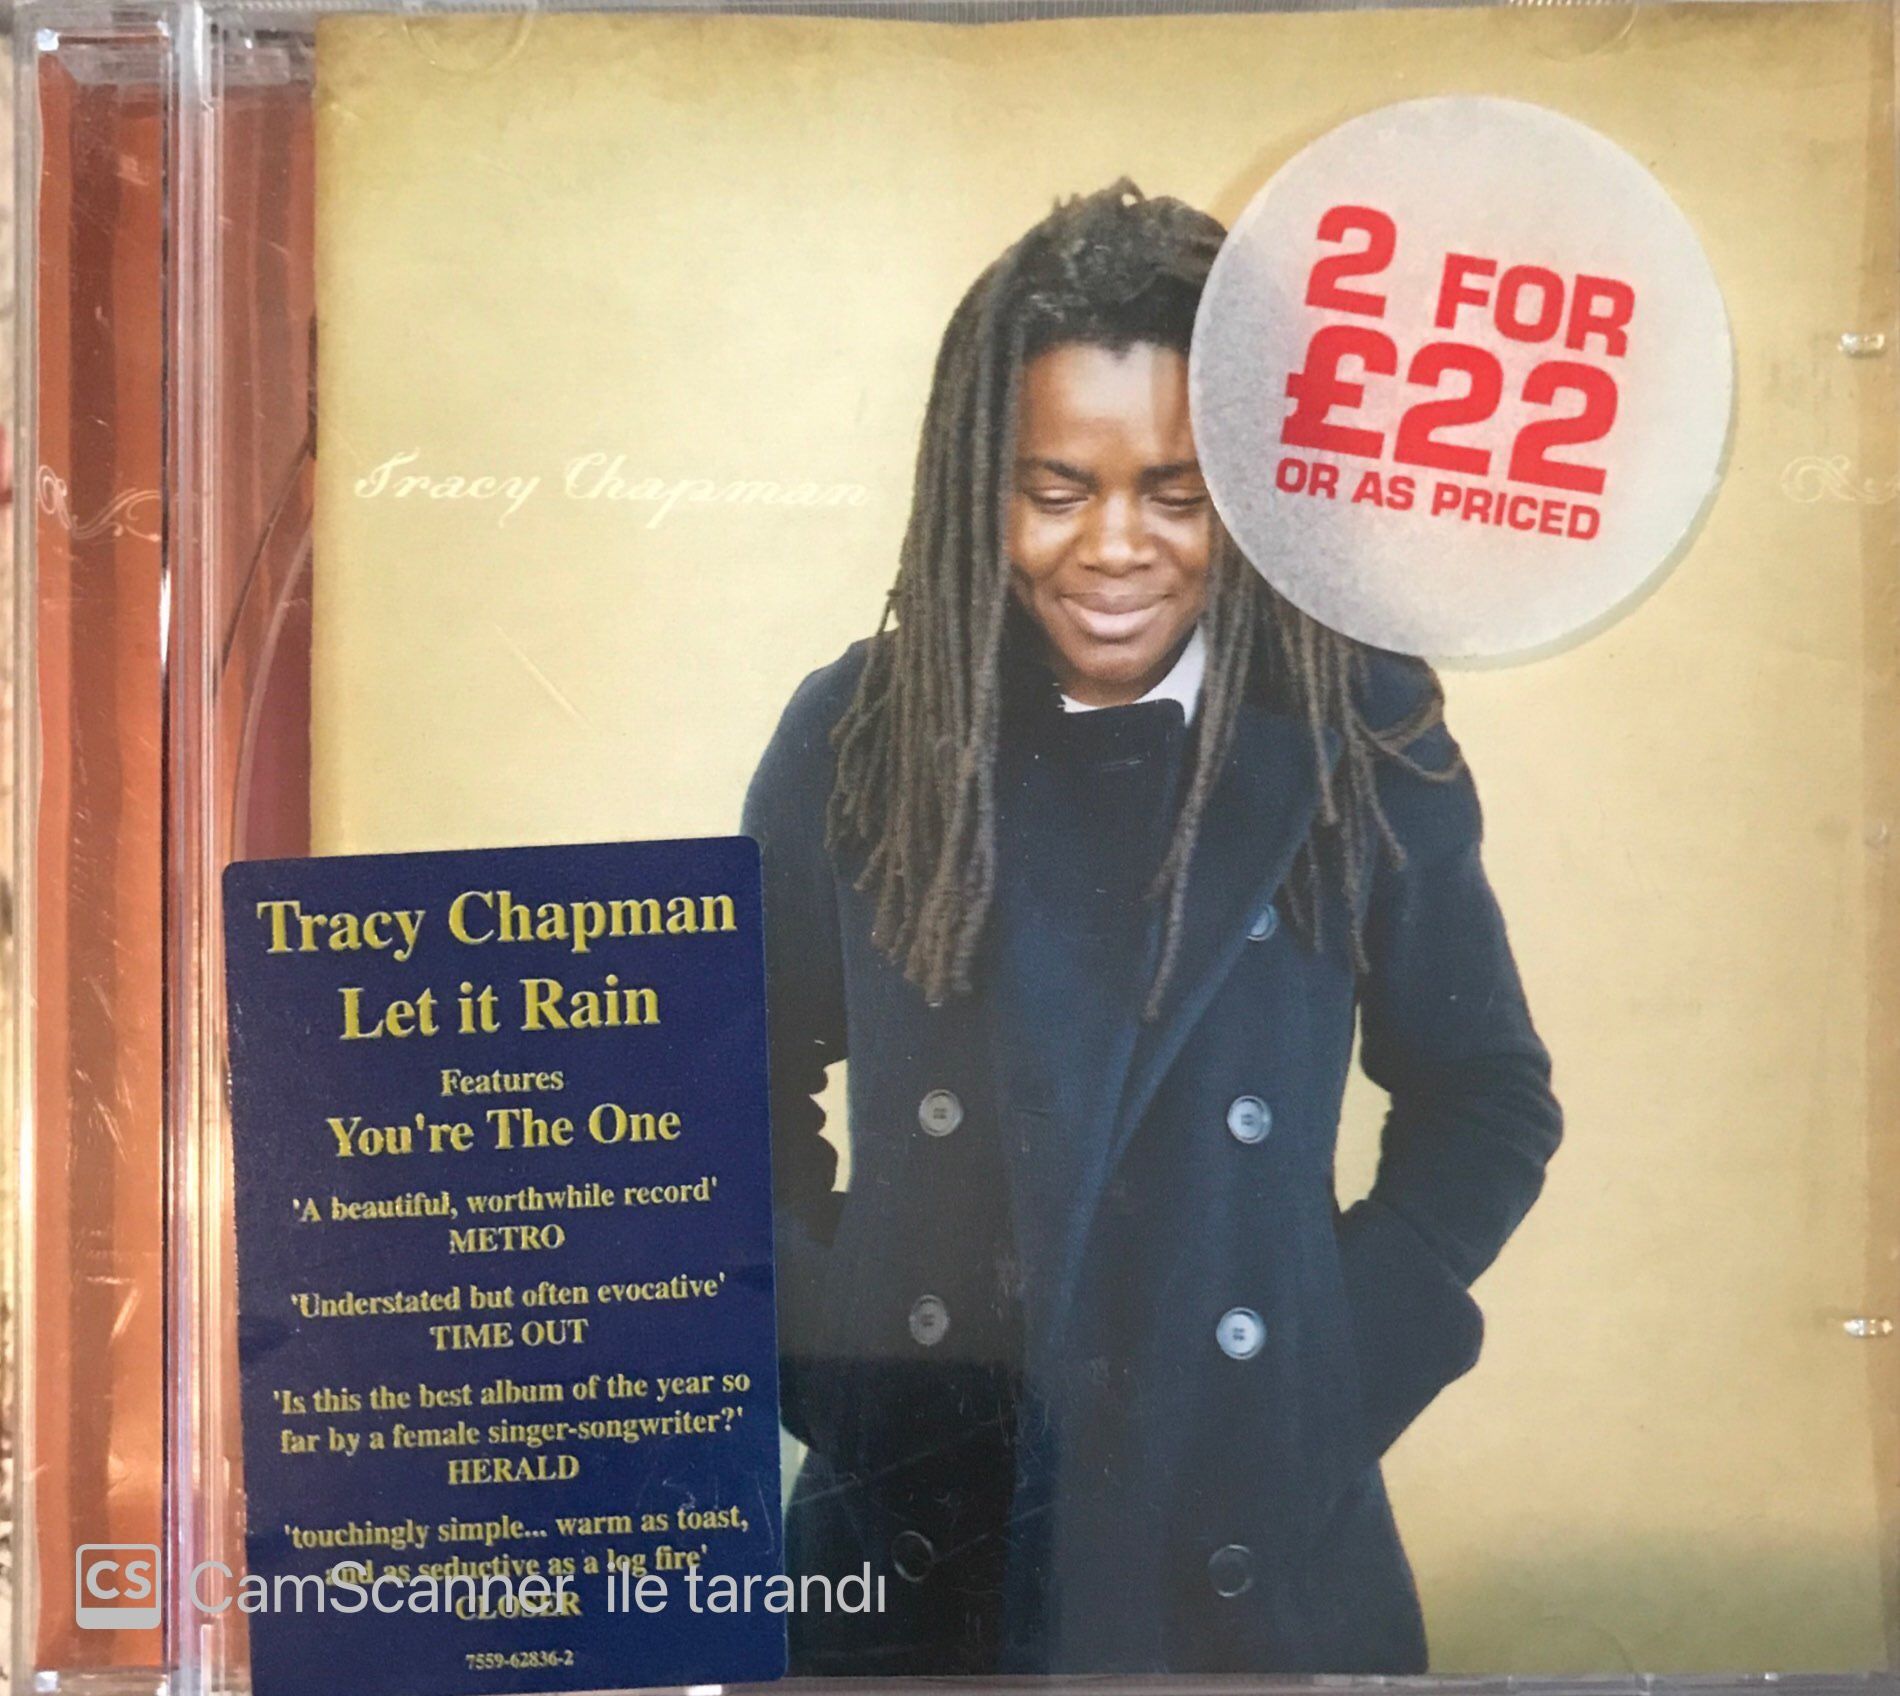 Tracy Chapman
2 FOR
£22
OR AS PRICED
Tracy Chapman
Let it Rain
Features
You're The One
'A beautiful, worthwhile record'
METRO
'Understated but often evocative'
TIME OUT
'Is this the best album of the year so
far by a female singer-songwriter?'
HERALD
'touchingly simple... warm as toast,
and as seductive as a log fire'
CLOSER
7559-62836-2
CS CamScanner ile tarandı